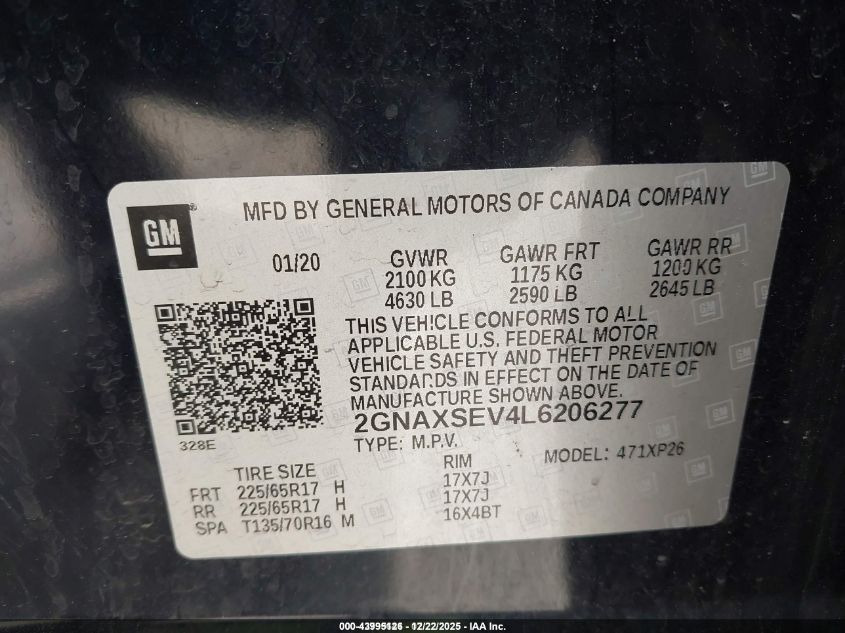 MFD BY GENERAL MOTORS OF CANADA COMPANY
GM
01/20
GVWR GAWR FRT GAWR RR
2100 KG 1175 KG 1200 KG
4630 LB 2590 LB 2645 LB
THIS VEHICLE CONFORMS TO ALL
APPLICABLE U.S. FEDERAL MOTOR
VEHICLE SAFETY AND THEFT PREVENTION
STANDARDS IN EFFECT ON THE DATE OF
MANUFACTURE SHOWN ABOVE.
2GNAXSEV4L6206277
328E
TYPE: M.P.V. MODEL: 471XP26
TIRE SIZE RIM
FRT 225/65R17 H 17X7J
RR 225/65R17 H 17X7J
SPA T135/70R16 M 16X4BT
12/22/2025 - IAA Inc.